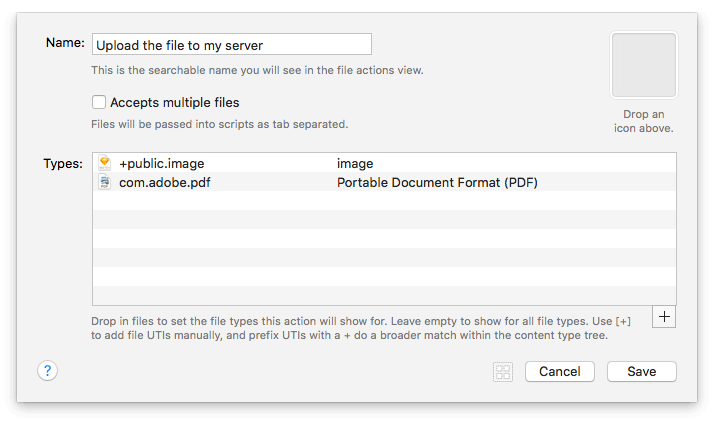 Name: Upload the file to my server
This is the searchable name you will see in the file actions view.
Accepts multiple files
Files will be passed into scripts as tab separated.
Drop an
icon above.
Types: +public.image image
com.adobe.pdf Portable Document Format (PDF)
Drop in files to set the file types this action will show for. Leave empty to show for all file types. Use [+]
to add file UTIs manually, and prefix UTIs with a + do a broader match within the content type tree.
+
? Cancel Save